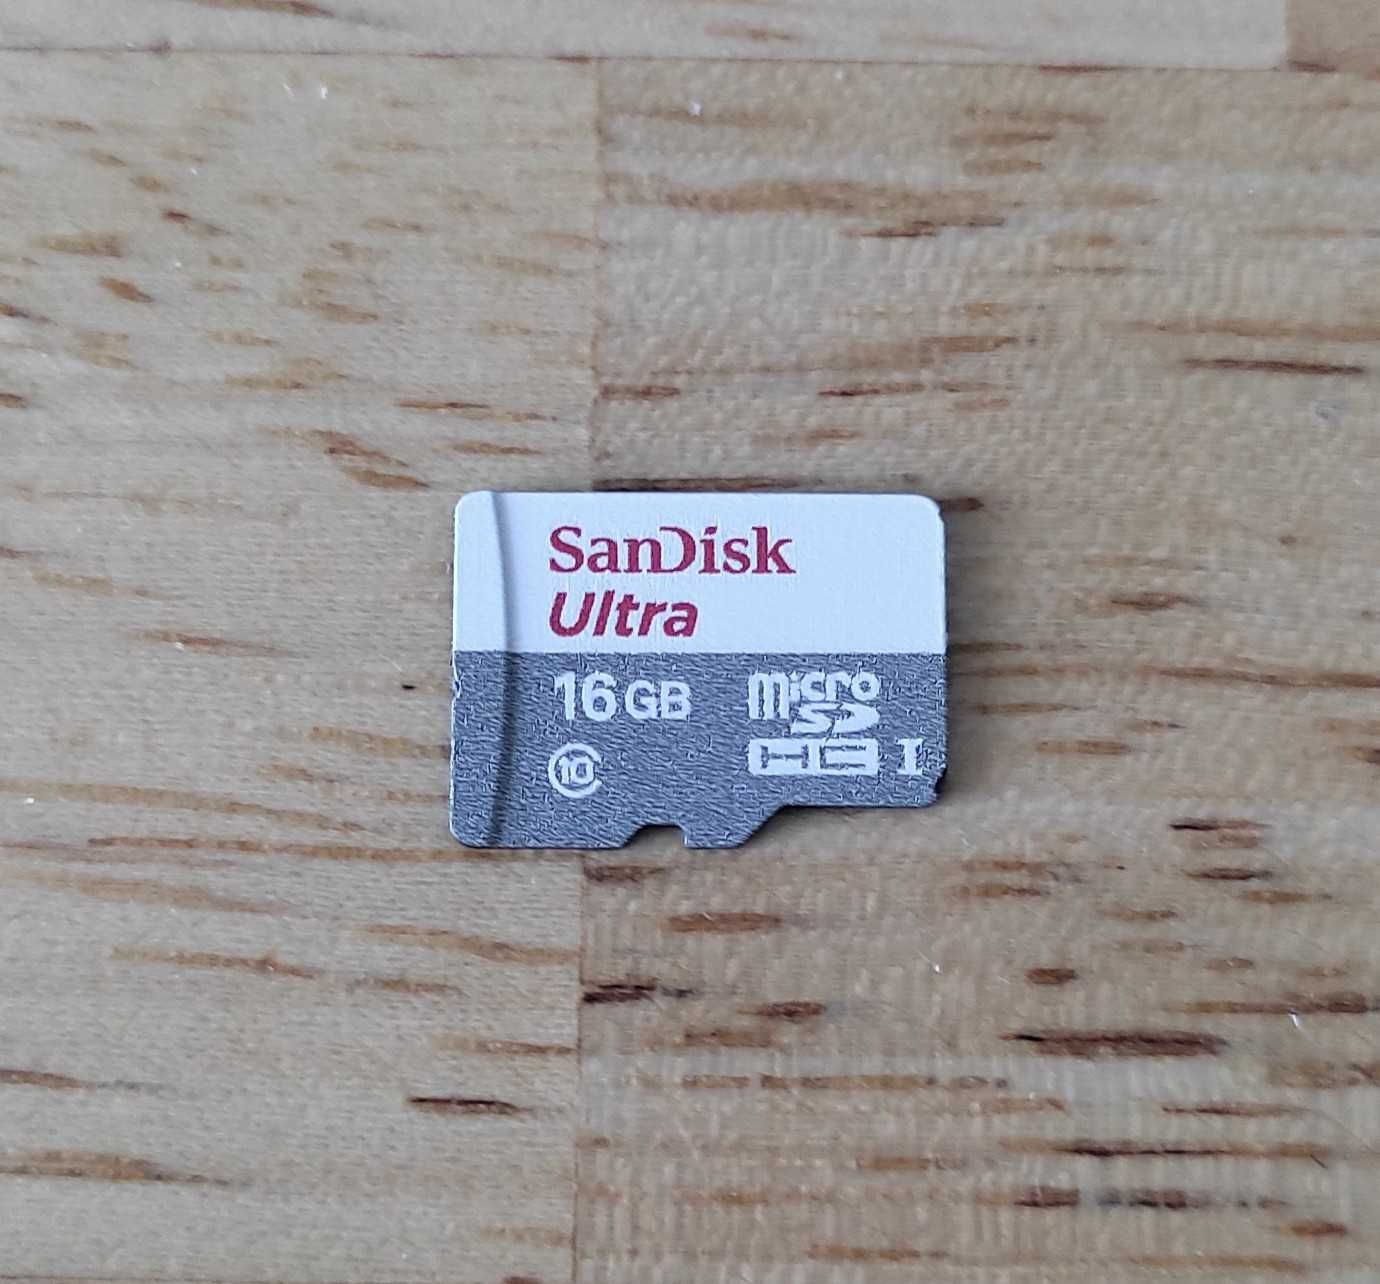 SanDisk
Ultra
16GB
micro
SD
HC I
10